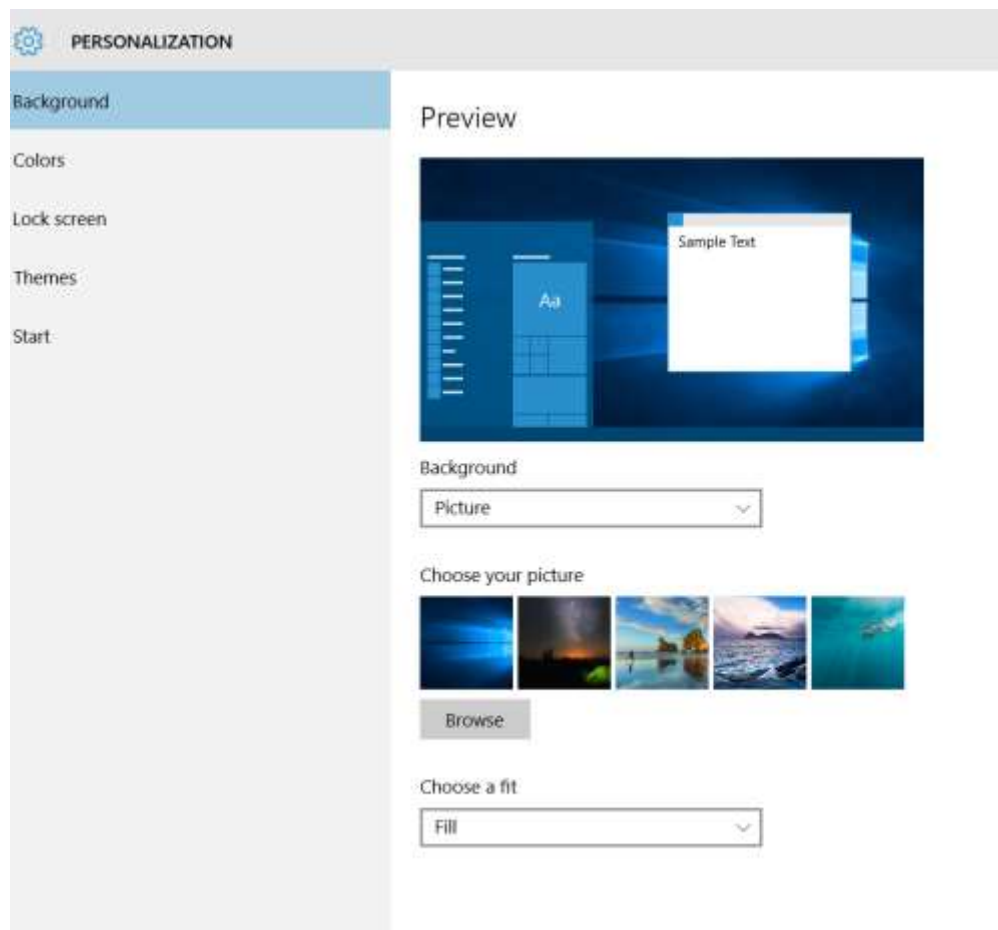 PERSONALIZATION
Background
Colors
Lock screen
Themes
Start
Preview
Sample Text
Aa
Background
Picture
Choose your picture
Browse
Choose a fit
Fill